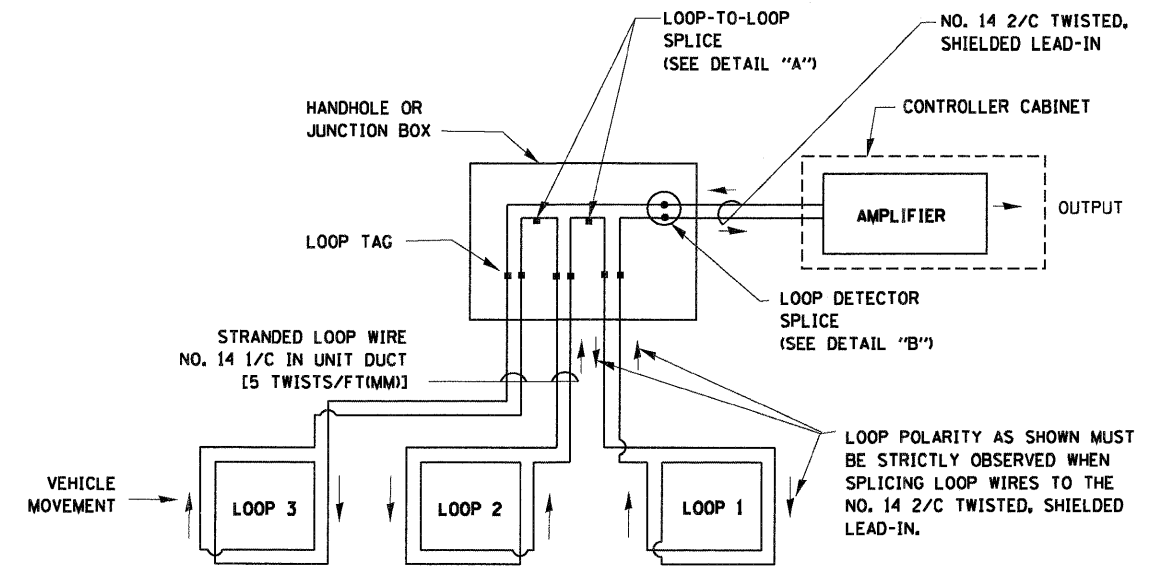 LOOP-TO-LOOP
SPLICE
(SEE DETAIL "A")
NO. 14 2/C TWISTED,
SHIELDED LEAD-IN
HANDHOLE OR
JUNCTION BOX
CONTROLLER CABINET
AMPLIFIER
OUTPUT
LOOP TAG
LOOP DETECTOR
SPLICE
(SEE DETAIL "B")
STRANDED LOOP WIRE
NO. 14 1/C IN UNIT DUCT
[5 TWISTS/FT(MM)]
LOOP POLARITY AS SHOWN MUST
BE STRICTLY OBSERVED WHEN
SPLICING LOOP WIRES TO THE
NO. 14 2/C TWISTED, SHIELDED
LEAD-IN.
VEHICLE
MOVEMENT
LOOP 3
LOOP 2
LOOP 1